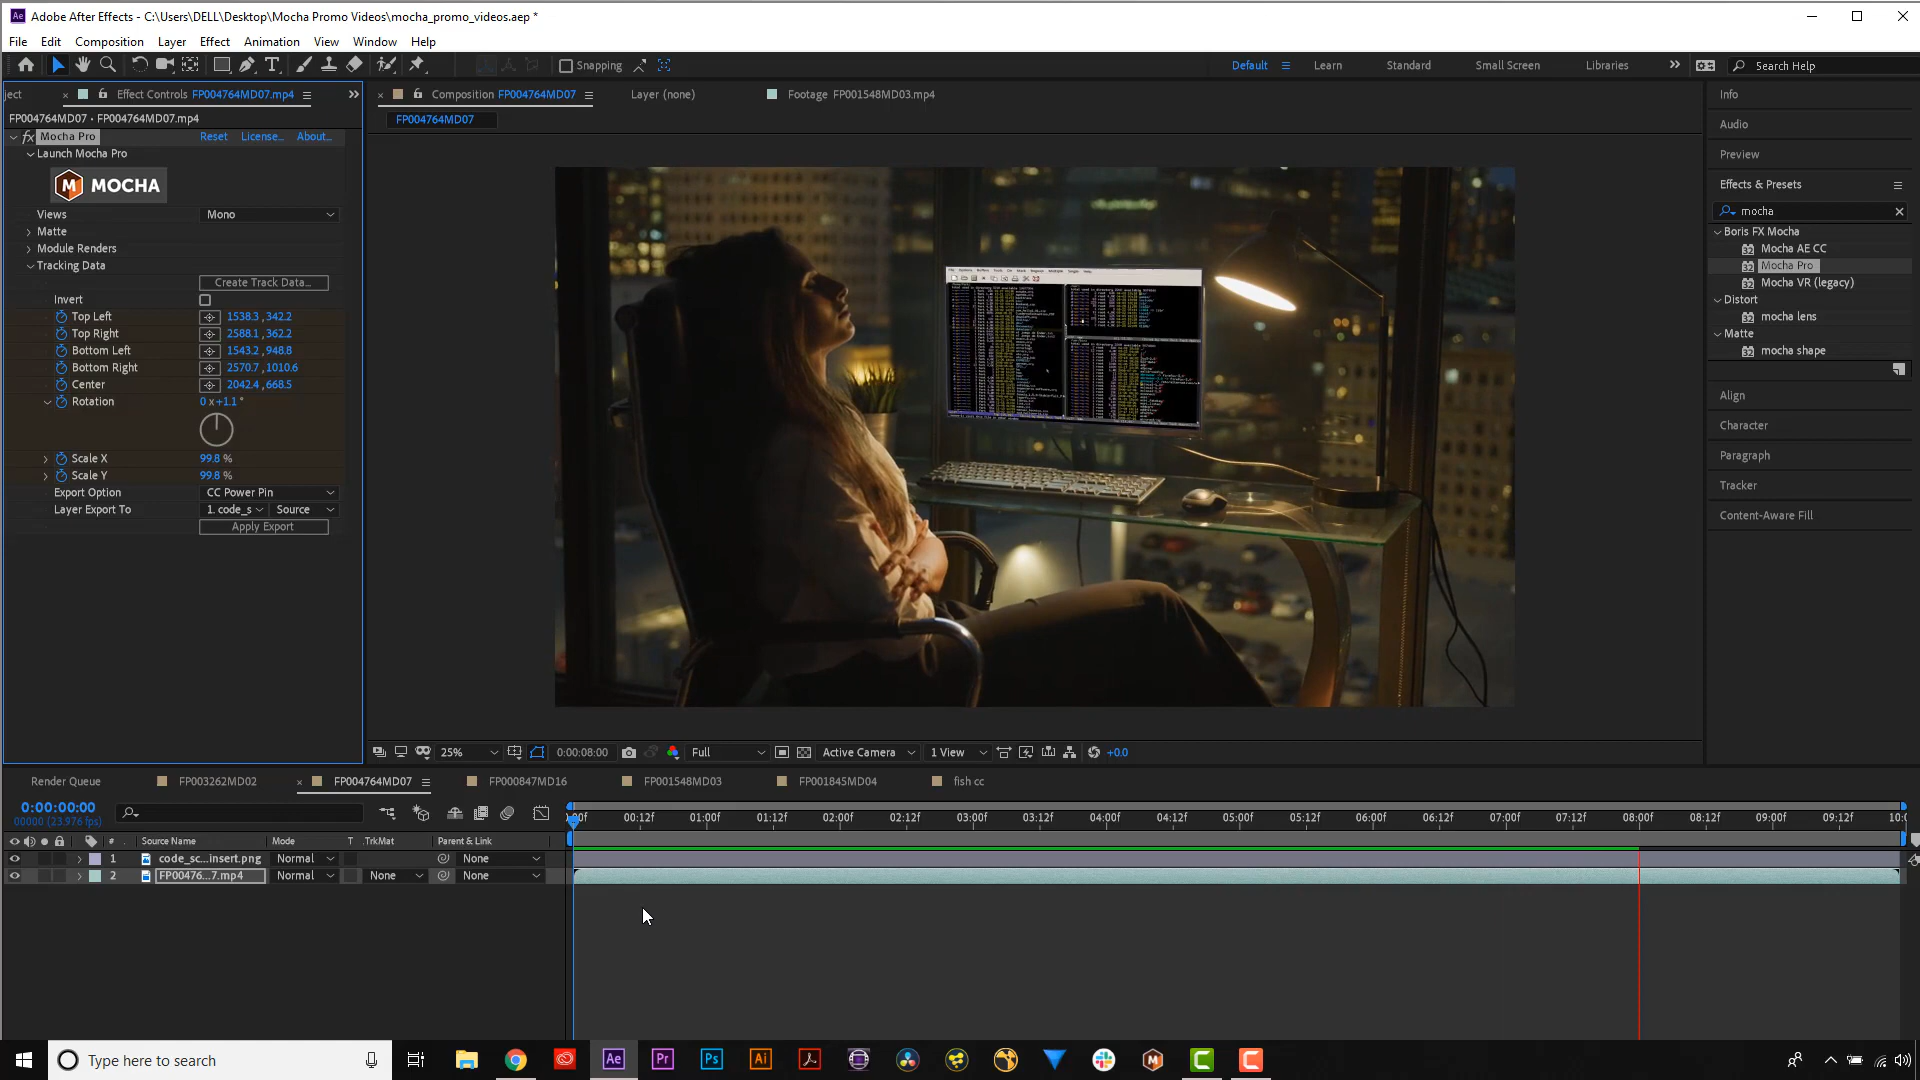 Adobe After Effects - C:\Users\DELL\Desktop\Mocha Promo Videos\mocha_promo_videos.aep *
File Edit Composition Layer Effect Animation View Window Help
Snapping
Default Learn Standard Small Screen Libraries
Search Help
ject
Effect Controls FP004764MD07.mp4
FP004764MD07 • FP004764MD07.mp4
fx Mocha Pro Reset License... About...
Launch Mocha Pro
M MOCHA
Views Mono
Matte
Module Renders
Tracking Data
Create Track Data...
Invert
Top Left 1538.3, 342.2
Top Right 2588.1, 362.2
Bottom Left 1543.2, 948.8
Bottom Right 2570.7, 1010.6
Center 2042.4, 668.5
Rotation 0 x +1.1 °
Scale X 99.8 %
Scale Y 99.8 %
Export Option CC Power Pin
Layer Export To 1. code_s Source
Apply Export
Composition FP004764MD07
Layer (none)
Footage FP001548MD03.mp4
FP004764MD07
25% 0:00:08:00 Full Active Camera 1 View +0.0
Info
Audio
Preview
Effects & Presets
mocha
Boris FX Mocha
Mocha AE CC
Mocha Pro
Mocha VR (legacy)
Distort
mocha lens
Matte
mocha shape
Align
Character
Paragraph
Tracker
Content-Aware Fill
Render Queue FP003262MD02 FP004764MD07 FP000847MD16 FP001548MD03 FP001845MD04 fish cc
0:00:00:00
00000 (23.976 fps)
00f 00:12f 01:00f 01:12f 02:00f 02:12f 03:00f 03:12f 04:00f 04:12f 05:00f 05:12f 06:00f 06:12f 07:00f 07:12f 08:00f 08:12f 09:00f 09:12f 10:0
# Source Name Mode T TrkMat Parent & Link
1 code_sc...insert.png Normal None
2 FP00476...7.mp4 Normal None None
Type here to search
Ae Pr Ps Ai